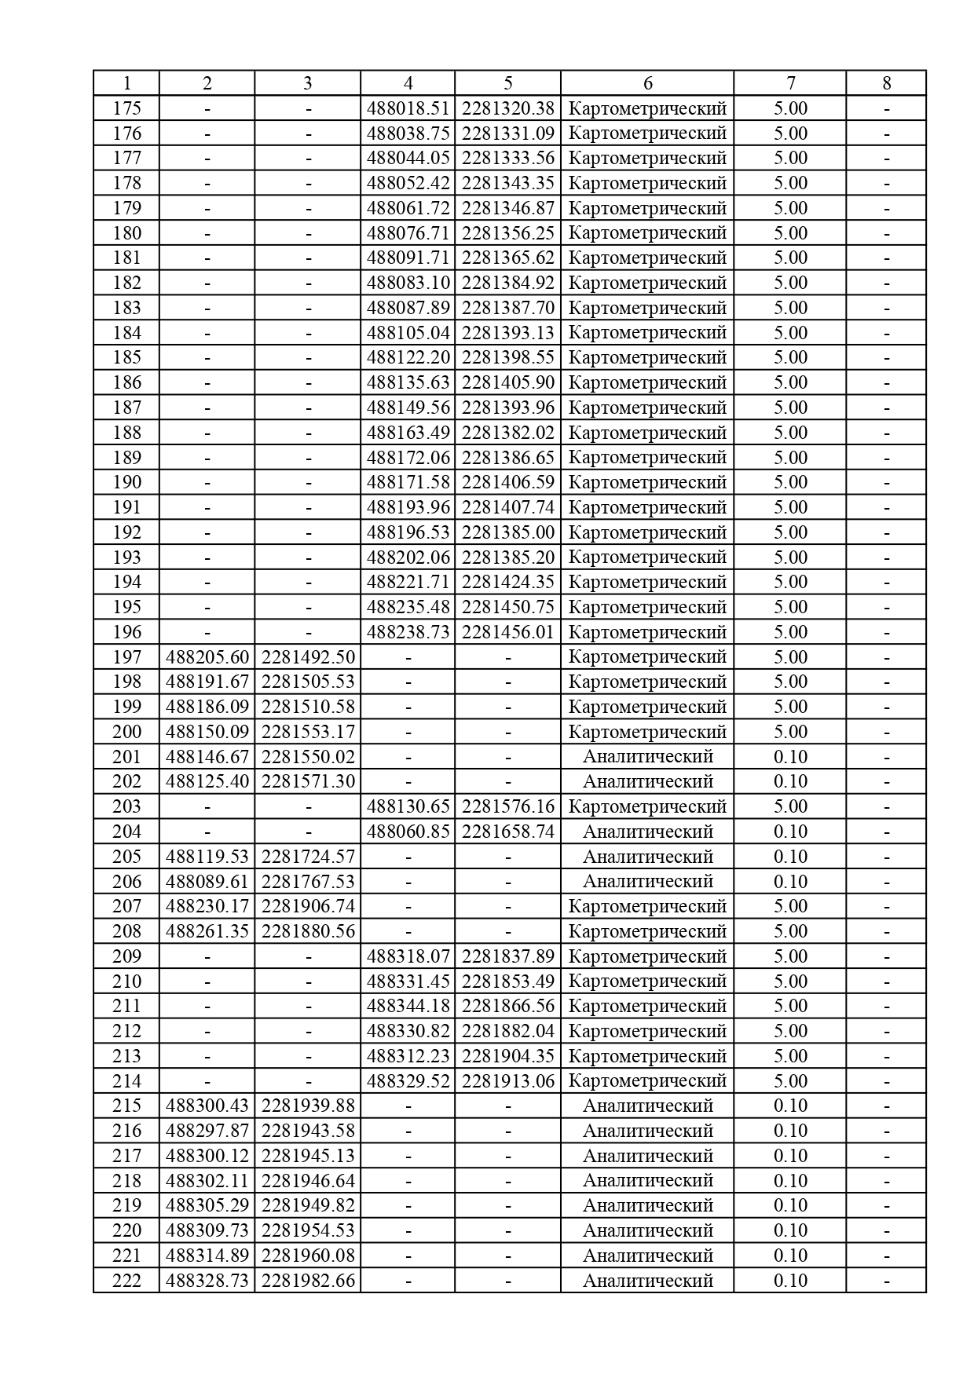 1 2 3 4 5 6 7 8
175 - - 488018.51 2281320.38 Картометрический 5.00 -
176 - - 488038.75 2281331.09 Картометрический 5.00 -
177 - - 488044.05 2281333.56 Картометрический 5.00 -
178 - - 488052.42 2281343.35 Картометрический 5.00 -
179 - - 488061.72 2281346.87 Картометрический 5.00 -
180 - - 488076.71 2281356.25 Картометрический 5.00 -
181 - - 488091.71 2281365.62 Картометрический 5.00 -
182 - - 488083.10 2281384.92 Картометрический 5.00 -
183 - - 488087.89 2281387.70 Картометрический 5.00 -
184 - - 488105.04 2281393.13 Картометрический 5.00 -
185 - - 488122.20 2281398.55 Картометрический 5.00 -
186 - - 488135.63 2281405.90 Картометрический 5.00 -
187 - - 488149.56 2281393.96 Картометрический 5.00 -
188 - - 488163.49 2281382.02 Картометрический 5.00 -
189 - - 488172.06 2281386.65 Картометрический 5.00 -
190 - - 488171.58 2281406.59 Картометрический 5.00 -
191 - - 488193.96 2281407.74 Картометрический 5.00 -
192 - - 488196.53 2281385.00 Картометрический 5.00 -
193 - - 488202.06 2281385.20 Картометрический 5.00 -
194 - - 488221.71 2281424.35 Картометрический 5.00 -
195 - - 488235.48 2281450.75 Картометрический 5.00 -
196 - - 488238.73 2281456.01 Картометрический 5.00 -
197 488205.60 2281492.50 - - Картометрический 5.00 -
198 488191.67 2281505.53 - - Картометрический 5.00 -
199 488186.09 2281510.58 - - Картометрический 5.00 -
200 488150.09 2281553.17 - - Картометрический 5.00 -
201 488146.67 2281550.02 - - Аналитический 0.10 -
202 488125.40 2281571.30 - - Аналитический 0.10 -
203 - - 488130.65 2281576.16 Картометрический 5.00 -
204 - - 488060.85 2281658.74 Аналитический 0.10 -
205 488119.53 2281724.57 - - Аналитический 0.10 -
206 488089.61 2281767.53 - - Аналитический 0.10 -
207 488230.17 2281906.74 - - Картометрический 5.00 -
208 488261.35 2281880.56 - - Картометрический 5.00 -
209 - - 488318.07 2281837.89 Картометрический 5.00 -
210 - - 488331.45 2281853.49 Картометрический 5.00 -
211 - - 488344.18 2281866.56 Картометрический 5.00 -
212 - - 488330.82 2281882.04 Картометрический 5.00 -
213 - - 488312.23 2281904.35 Картометрический 5.00 -
214 - - 488329.52 2281913.06 Картометрический 5.00 -
215 488300.43 2281939.88 - - Аналитический 0.10 -
216 488297.87 2281943.58 - - Аналитический 0.10 -
217 488300.12 2281945.13 - - Аналитический 0.10 -
218 488302.11 2281946.64 - - Аналитический 0.10 -
219 488305.29 2281949.82 - - Аналитический 0.10 -
220 488309.73 2281954.53 - - Аналитический 0.10 -
221 488314.89 2281960.08 - - Аналитический 0.10 -
222 488328.73 2281982.66 - - Аналитический 0.10 -